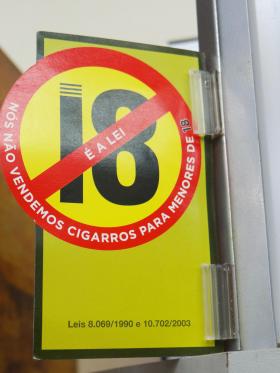 18
É A LEI
NÓS NÃO VENDEMOS CIGARROS PARA MENORES DE 18
Leis 8.069/1990 e 10.702/2003